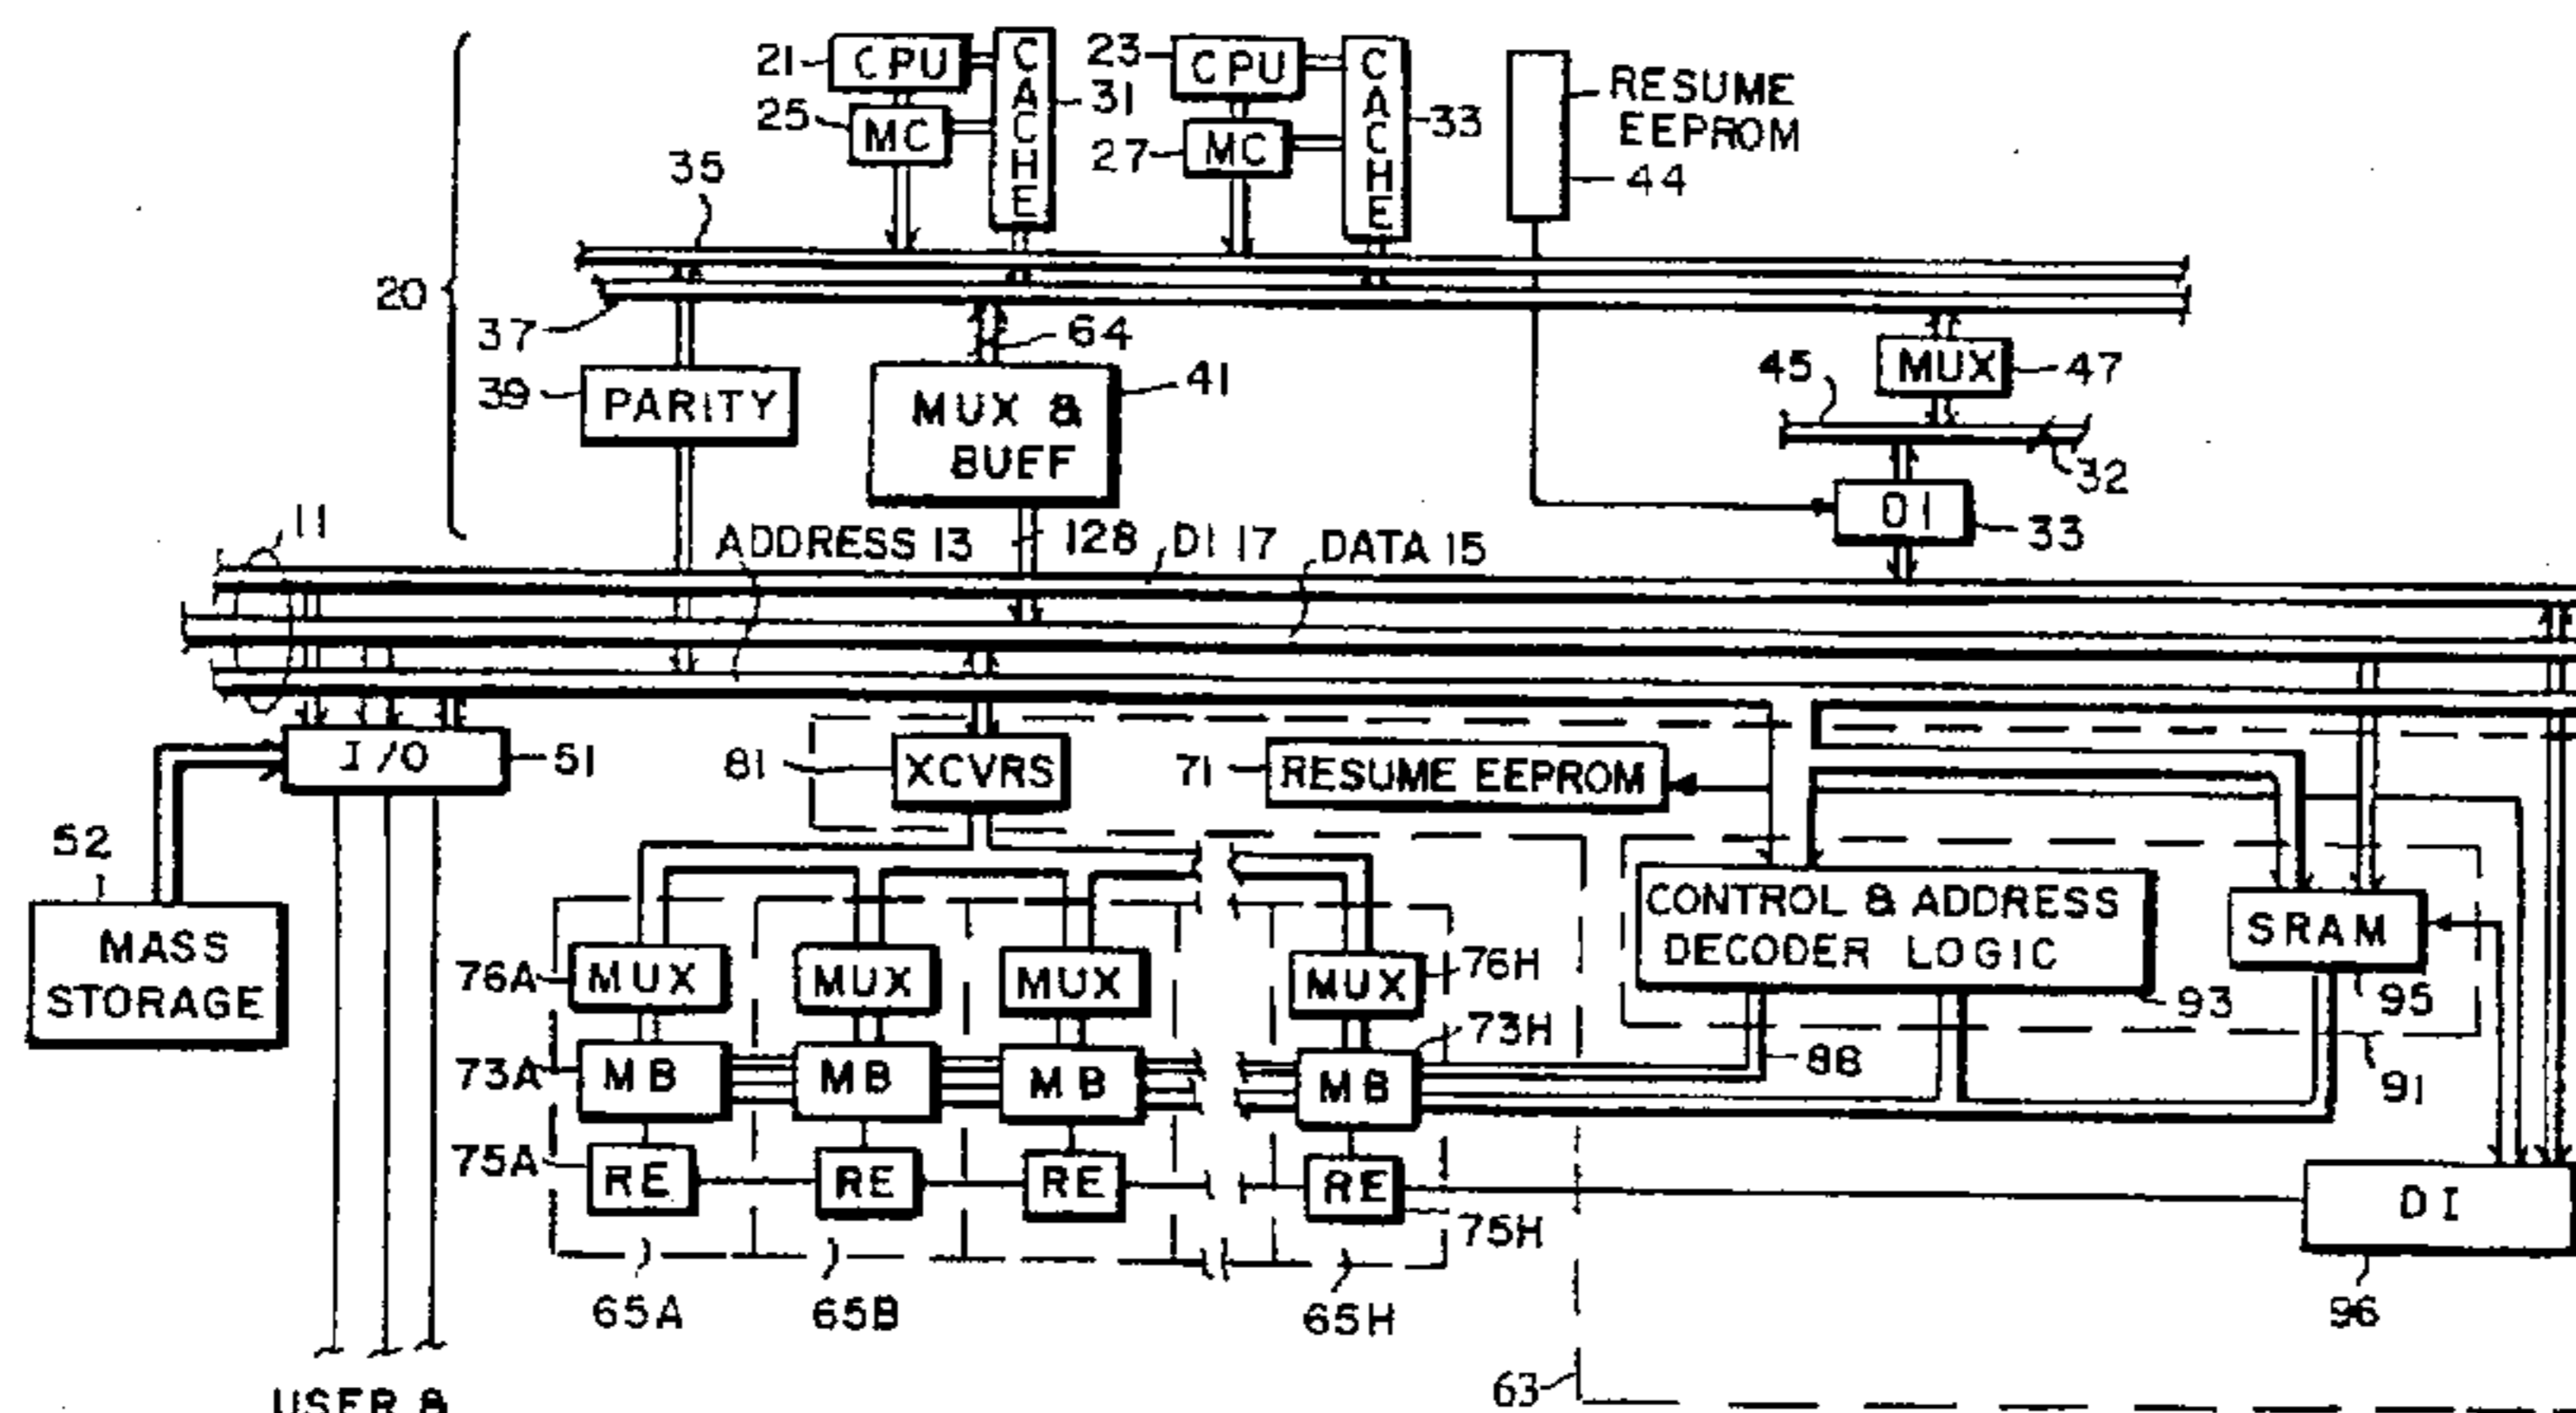 21
CPU
CACHE
31
25
MC
23
CPU
CACHE
33
27
MC
RESUME
EEPROM
44
35
20
37
64
39
PARITY
41
MUX &
BUFF
MUX
47
45
32
DI
33
11
ADDRESS 13
128
DI 17
DATA 15
I/O
51
81
XCVRS
71
RESUME EEPROM
52
MASS
STORAGE
CONTROL & ADDRESS
DECODER LOGIC
93
SRAM
95
76A
MUX
MUX
MUX
MUX
76H
73A
MB
MB
MB
MB
73H
88
91
75A
RE
RE
RE
RE
75H
DI
96
65A
65B
65H
63
USER &